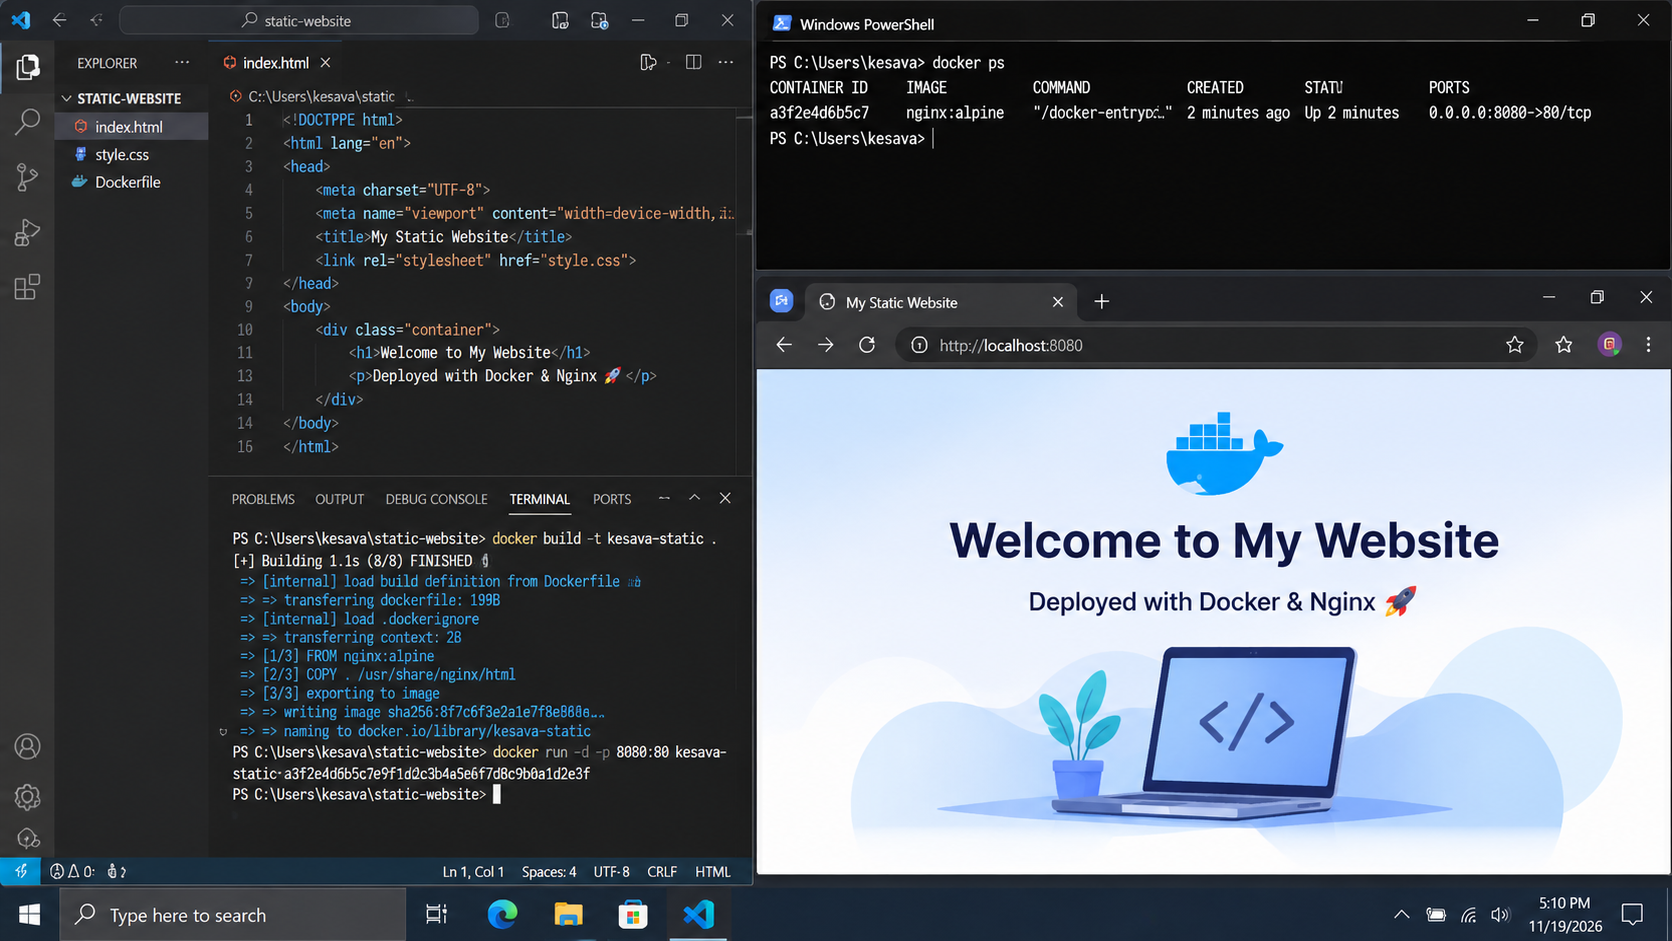 static-website
EXPLORER
STATIC-WEBSITE
index.html
style.css
Dockerfile
index.html
C:\Users\kesava\static
1 <!DOCTPPE html>
2 <html lang="en">
3 <head>
4 <meta charset="UTF-8">
5 <meta name="viewport" content="width=device-width,
6 <title>My Static Website</title>
7 <link rel="stylesheet" href="style.css">
</head>
9 <body>
10 <div class="container">
11 <h1>Welcome to My Website</h1>
13 <p>Deployed with Docker & Nginx 🚀 </p>
</div>
14 </body>
16 </html>
PROBLEMS OUTPUT DEBUG CONSOLE TERMINAL PORTS
PS C:\Users\kesava\static-website> docker build -t kesava-static .
[+] Building 1.1s (8/8) FINISHED
=> [internal] load build definition from Dockerfile
=> => transferring dockerfile: 199B
=> [internal] load .dockerignore
=> => transferring context: 2B
=> [1/3] FROM nginx:alpine
=> [2/3] COPY . /usr/share/nginx/html
=> [3/3] exporting to image
=> => writing image
=> => naming to docker.io/library/kesava-static
PS C:\Users\kesava\static-website> docker run -d -p 8080:80 kesava-
static-a3f2e4d6b5c7e9f1d2c3b4a5e6f7d8c9b0a1d2e3f
PS C:\Users\kesava\static-website>
0
Ln 1, Col 1 Spaces: 4 UTF-8 CRLF HTML
Windows PowerShell
PS C:\Users\kesava> docker ps
CONTAINER ID IMAGE COMMAND CREATED STATU PORTS
a3f2e4d6b5c7 nginx:alpine "/docker-entrypo…" 2 minutes ago Up 2 minutes 0.0.0.0:8080->80/tcp
PS C:\Users\kesava>
My Static Website
http://localhost:8080
Welcome to My Website
Deployed with Docker & Nginx 🚀
</>
Type here to search
5:10 PM
11/19/2026